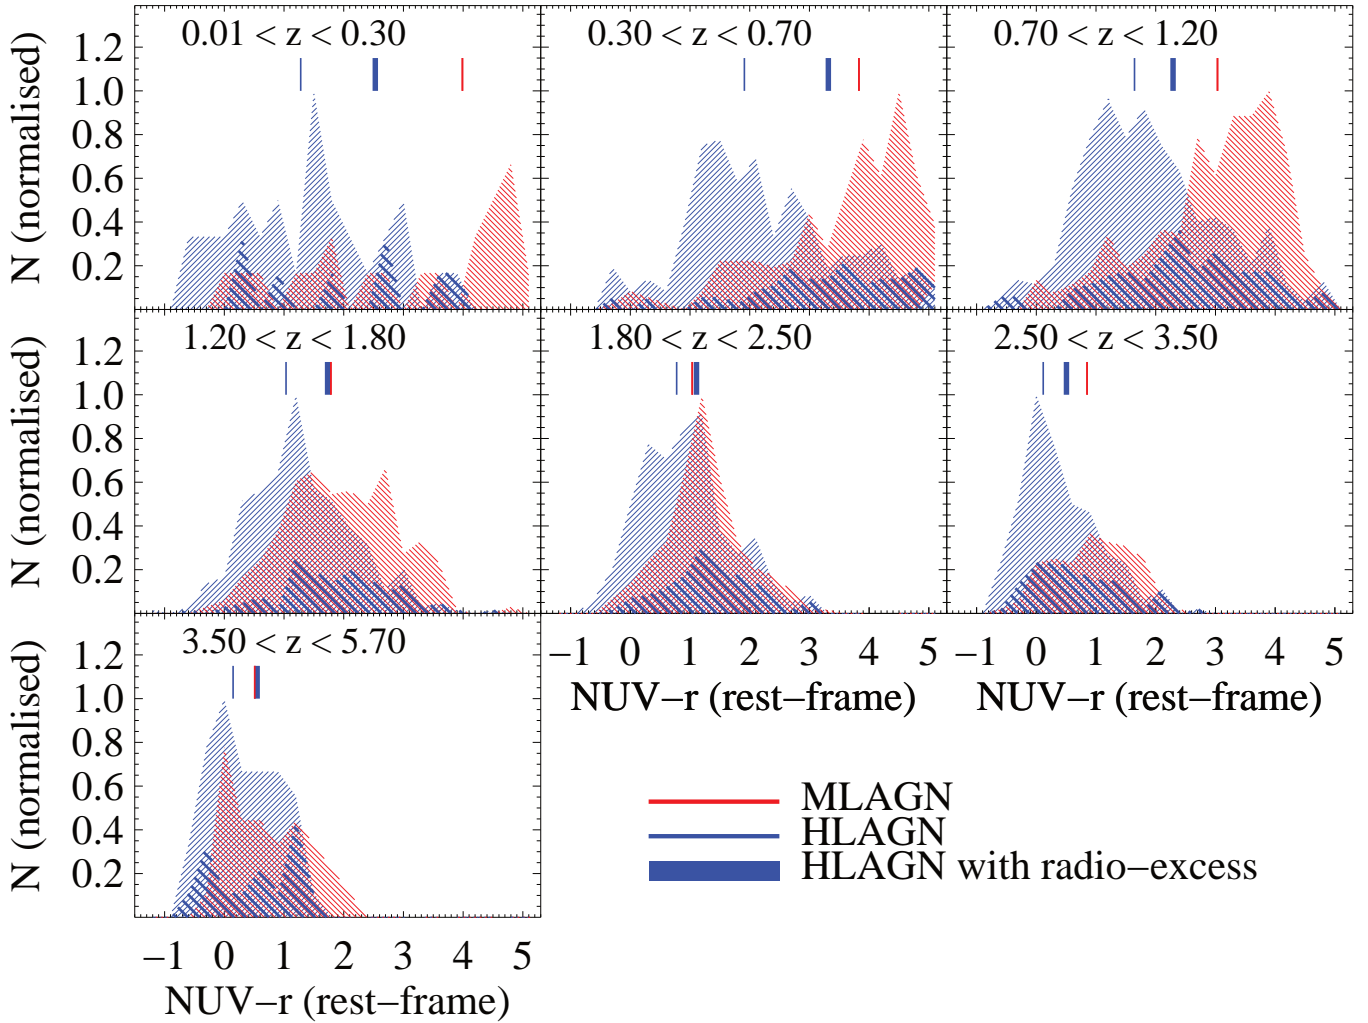 0.01 < z < 0.30
0.30 < z < 0.70
0.70 < z < 1.20
1.2
1.0
0.8
0.6
0.4
0.2
N (normalised)
1.20 < z < 1.80
1.80 < z < 2.50
2.50 < z < 3.50
1.2
1.0
0.8
0.6
0.4
0.2
N (normalised)
−1 0 1 2 3 4 5
NUV−r (rest−frame)
−1 0 1 2 3 4 5
NUV−r (rest−frame)
3.50 < z < 5.70
1.2
1.0
0.8
0.6
0.4
0.2
N (normalised)
−1 0 1 2 3 4 5
NUV−r (rest−frame)
MLAGN
HLAGN
HLAGN with radio−excess